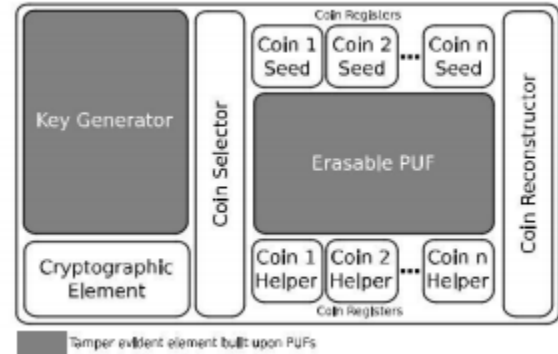 Coin Registers
Coin 1 Coin 2 Coin n
Seed Seed ... Seed
Key Generator
Coin Selector
Erasable PUF
Coin Reconstructor
Cryptographic
Element
Coin 1 Coin 2 Coin n
Helper Helper ... Helper
Coin Registers
Tamper evident element built upon PUFs